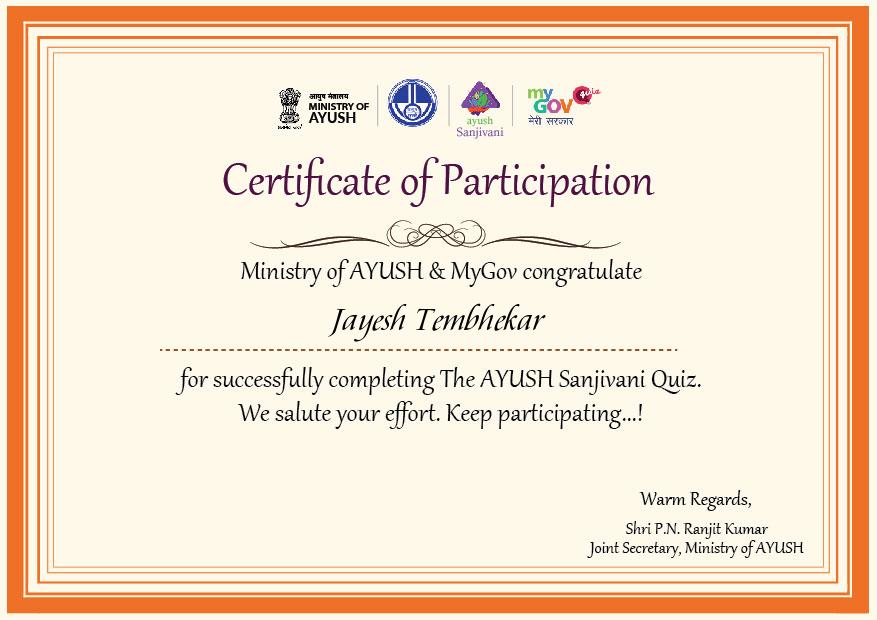 आयुष मंत्रालय
MINISTRY OF
AYUSH
ayush
Sanjivani
my
GOV
मेरी सरकार
Certificate of Participation
Ministry of AYUSH & MyGov congratulate
Jayesh Tembhekar
for successfully completing The AYUSH Sanjivani Quiz.
We salute your effort. Keep participating...!
Warm Regards,
Shri P.N. Ranjit Kumar
Joint Secretary, Ministry of AYUSH